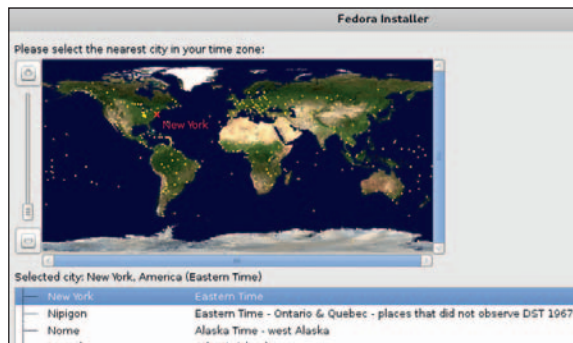 Fedora Installer
Please select the nearest city in your time zone:
New York
Selected city: New York, America (Eastern Time)
New York Eastern Time
Nipigon Eastern Time - Ontario & Quebec - places that did not observe DST 1967
Nome Alaska Time - west Alaska